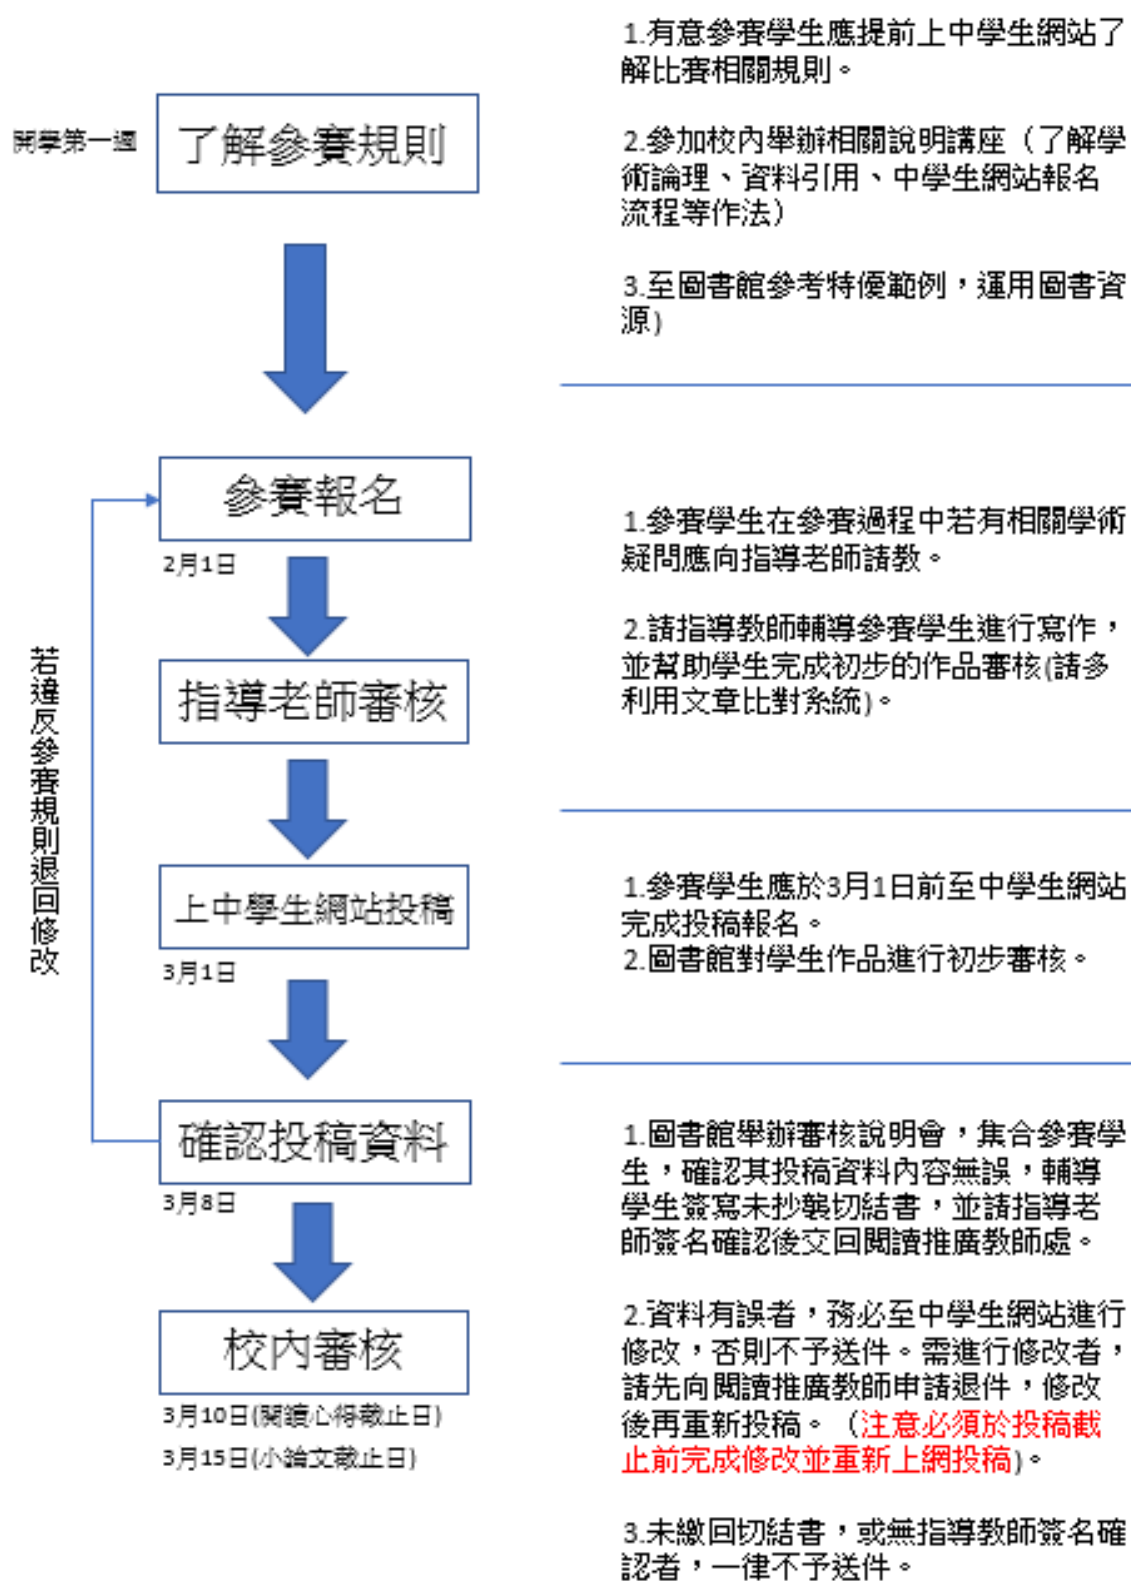 開學第一週
了解參賽規則
1.有意參賽學生應提前上中學生網站了
解比賽相關規則。
2.參加校內舉辦相關說明講座（了解學
術論理、資料引用、中學生網站報名
流程等作法）
3.至圖書館參考特優範例，運用圖書資
源)
參賽報名
2月1日
指導老師審核
1.參賽學生在參賽過程中若有相關學術
疑問應向指導老師請教。
2.請指導教師輔導參賽學生進行寫作，
並幫助學生完成初步的作品審核(請多
利用文章比對系統)。
若違反參賽規則退回修改
上中學生網站投稿
3月1日
1.參賽學生應於3月1日前至中學生網站
完成投稿報名。
2.圖書館對學生作品進行初步審核。
確認投稿資料
3月8日
校內審核
3月10日(閱讀心得截止日)
3月15日(小論文截止日)
1.圖書館舉辦審核說明會，集合參賽學
生，確認其投稿資料內容無誤，輔導
學生簽寫未抄襲切結書，並請指導老
師簽名確認後交回閱讀推廣教師處。
2.資料有誤者，務必至中學生網站進行
修改，否則不予送件。需進行修改者，
請先向閱讀推廣教師申請退件，修改
後再重新投稿。（注意必須於投稿截
止前完成修改並重新上網投稿)。
3.未繳回切結書，或無指導教師簽名確
認者，一律不予送件。